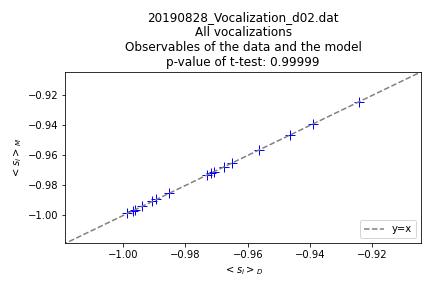 20190828_Vocalization_d02.dat
All vocalizations
Observables of the data and the model
p-value of t-test: 0.99999
−0.92
−0.94
−0.96
−0.98
−1.00
< s_i >_M
y=x
−1.00 −0.98 −0.96 −0.94 −0.92
< s_i >_D